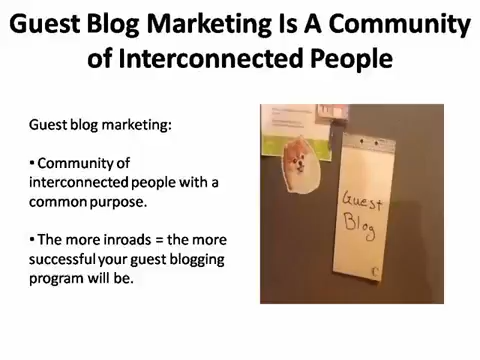 Guest Blog Marketing Is A Community
of Interconnected People
Guest blog marketing:
▪ Community of
interconnected people with a
common purpose.
▪ The more inroads = the more
successful your guest blogging
program will be.
Guest
Blog